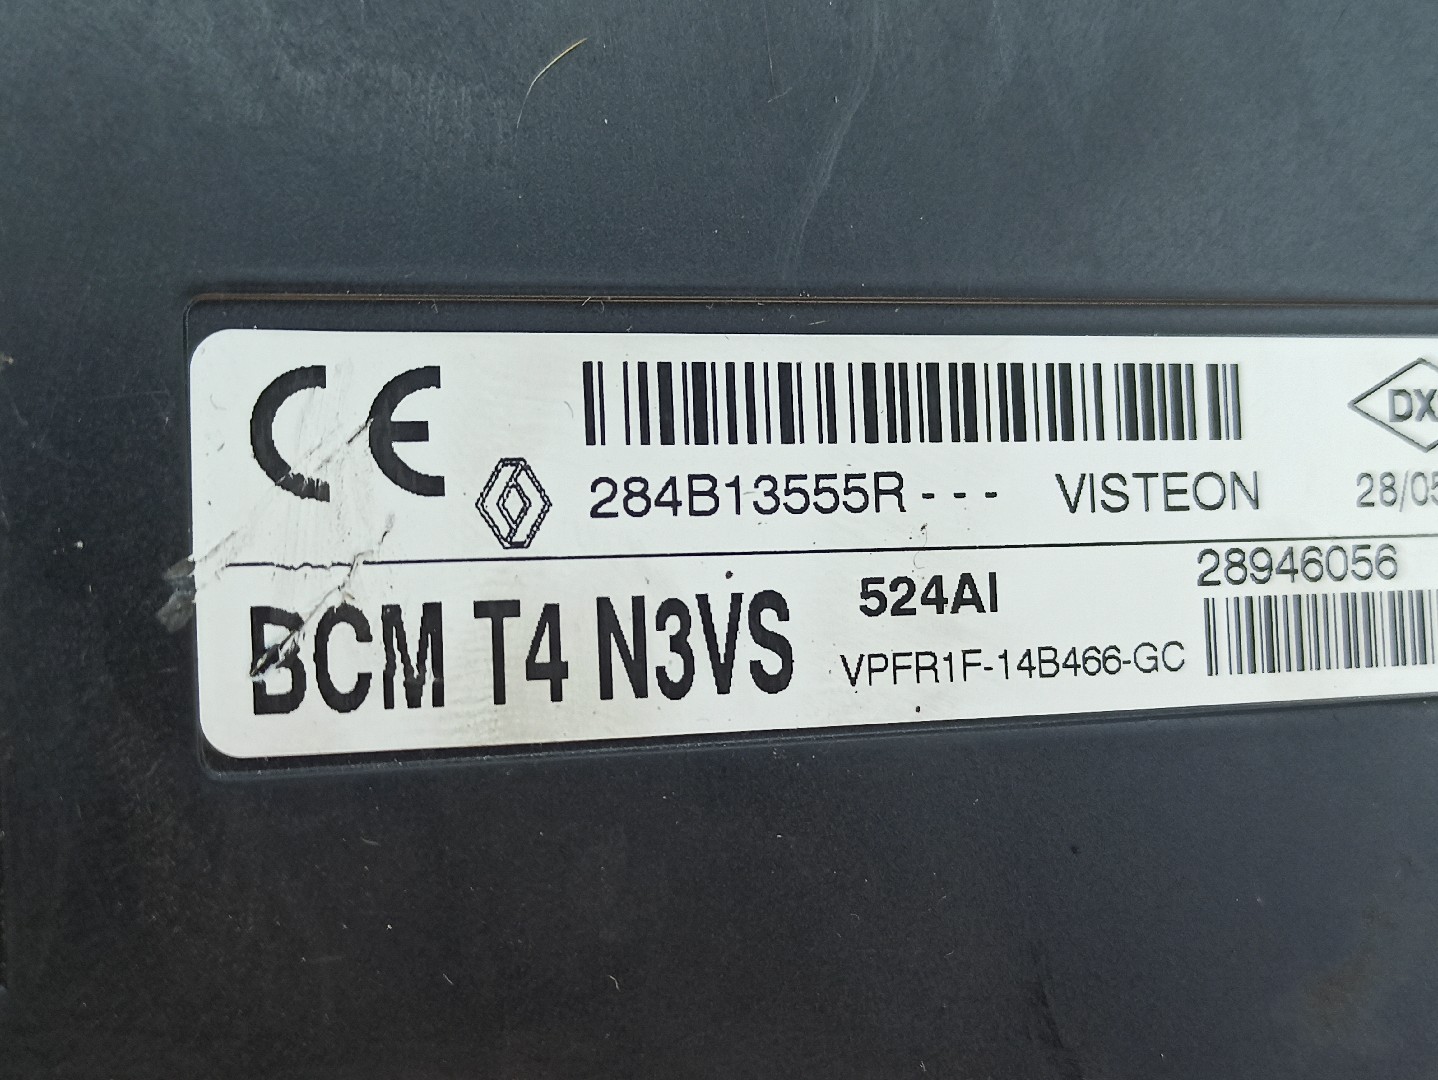 CE
284B13555R--- VISTEON 28/05
DX
28946056
BCM T4 N3VS 524AI
VPFR1F-14B466-GC